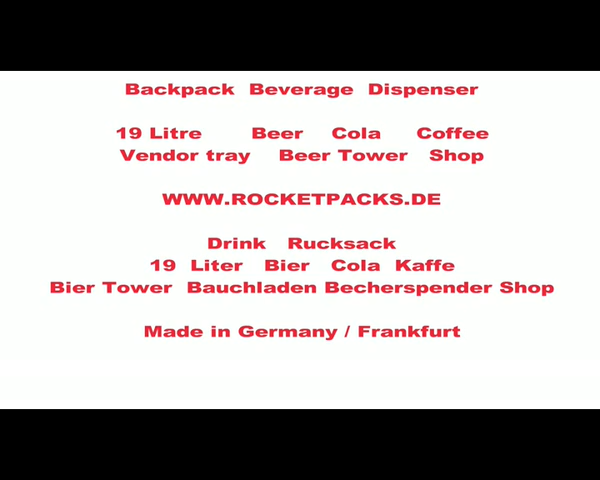 Backpack Beverage Dispenser
19 Litre Beer Cola Coffee
Vendor tray Beer Tower Shop
WWW.ROCKETPACKS.DE
Drink Rucksack
19 Liter Bier Cola Kaffe
Bier Tower Bauchladen Becherspender Shop
Made in Germany / Frankfurt